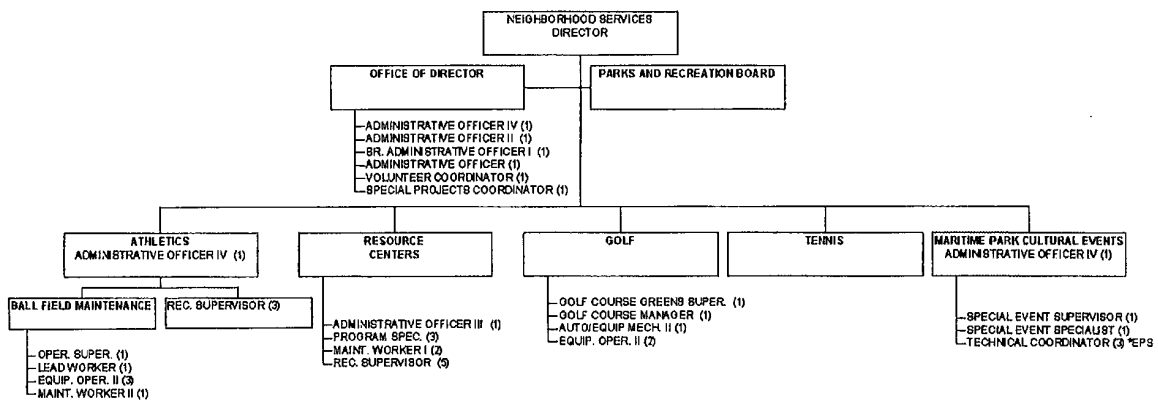 NEIGHBORHOOD SERVICES
DIRECTOR
OFFICE OF DIRECTOR
PARKS AND RECREATION BOARD
ADMINISTRATIVE OFFICER IV (1)
ADMINISTRATIVE OFFICER II (1)
SR. ADMINISTRATIVE OFFICER I (1)
ADMINISTRATIVE OFFICER (1)
VOLUNTEER COORDINATOR (1)
SPECIAL PROJECTS COORDINATOR (1)
ATHLETICS
ADMINISTRATIVE OFFICER IV (1)
BALL FIELD MAINTENANCE
OPER. SUPER. (1)
LEAD WORKER (1)
EQUIP. OPER. II (3)
MAINT. WORKER II (1)
REC. SUPERVISOR (3)
RESOURCE
CENTERS
ADMINISTRATIVE OFFICER III (1)
PROGRAM SPEC. (3)
MAINT. WORKER I (2)
REC. SUPERVISOR (5)
GOLF
GOLF COURSE GREENS SUPER. (1)
GOLF COURSE MANAGER (1)
AUTO/EQUIP MECH. II (1)
EQUIP. OPER. II (2)
TENNIS
MARITIME PARK CULTURAL EVENTS
ADMINISTRATIVE OFFICER IV (1)
SPECIAL EVENT SUPERVISOR (1)
SPECIAL EVENT SPECIALIST (1)
TECHNICAL COORDINATOR (3) *EPS